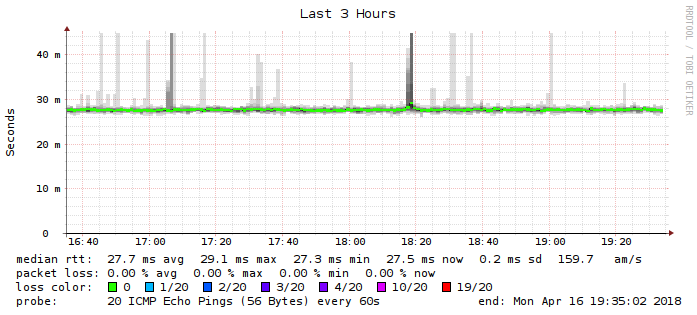 Last 3 Hours
RRDTOOL / TOBI OETIKER
Seconds
40 m
30 m
20 m
10 m
0
16:40 17:00 17:20 17:40 18:00 18:20 18:40 19:00 19:20
median rtt: 27.7 ms avg 29.1 ms max 27.3 ms min 27.5 ms now 0.2 ms sd 159.7 am/s
packet loss: 0.00 % avg 0.00 % max 0.00 % min 0.00 % now
loss color: 0 1/20 2/20 3/20 4/20 10/20 19/20
probe: 20 ICMP Echo Pings (56 Bytes) every 60s end: Mon Apr 16 19:35:02 2018